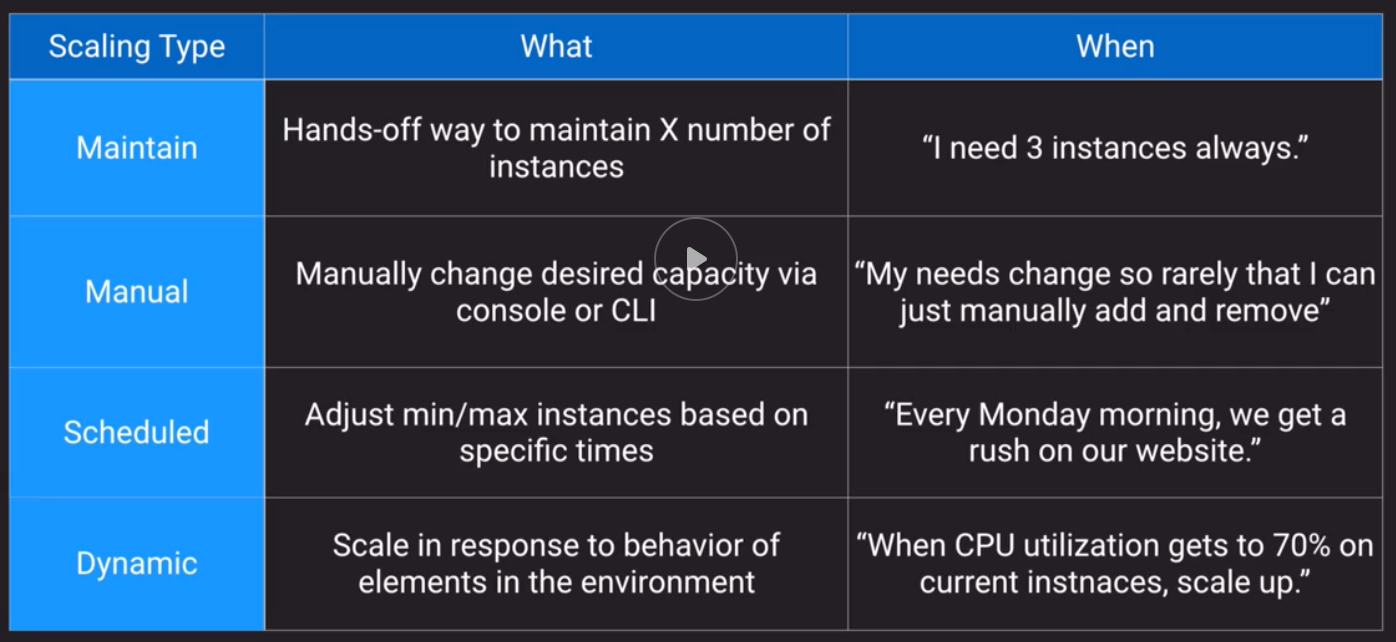 Scaling Type
What
When
Maintain
Hands-off way to maintain X number of
instances
“I need 3 instances always.”
Manual
Manually change desired capacity via
console or CLI
“My needs change so rarely that I can
just manually add and remove”
Scheduled
Adjust min/max instances based on
specific times
“Every Monday morning, we get a
rush on our website.”
Dynamic
Scale in response to behavior of
elements in the environment
“When CPU utilization gets to 70% on
current instnaces, scale up.”